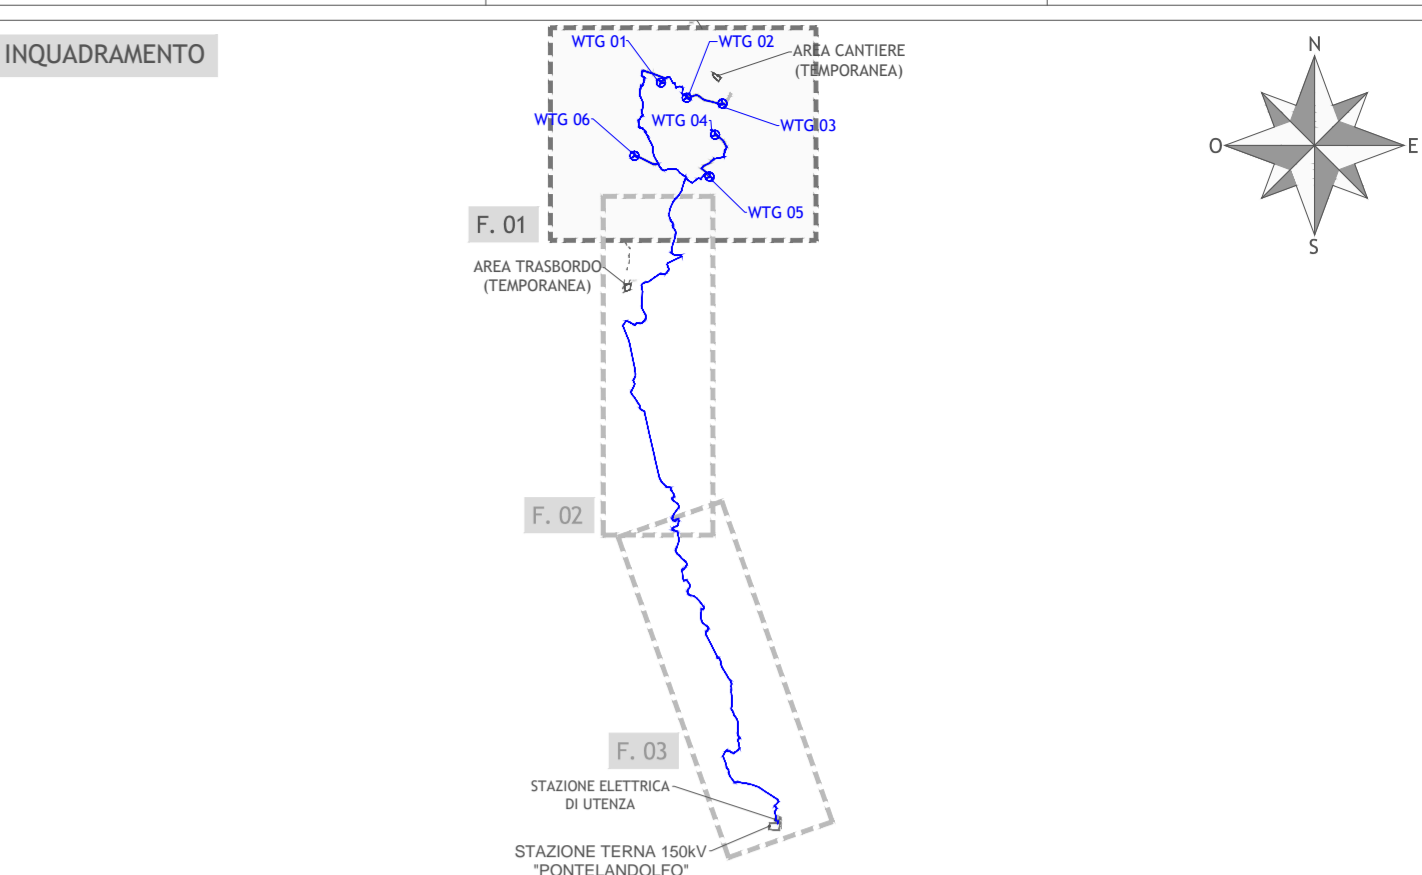 INQUADRAMENTO
WTG 01
WTG 02
AREA CANTIERE
(TEMPORANEA)
WTG 06
WTG 04
WTG 03
WTG 05
F. 01
AREA TRASBORDO
(TEMPORANEA)
F. 02
F. 03
STAZIONE ELETTRICA
DI UTENZA
STAZIONE TERNA 150kV
"PONTELANDOLFO"
N
O
E
S